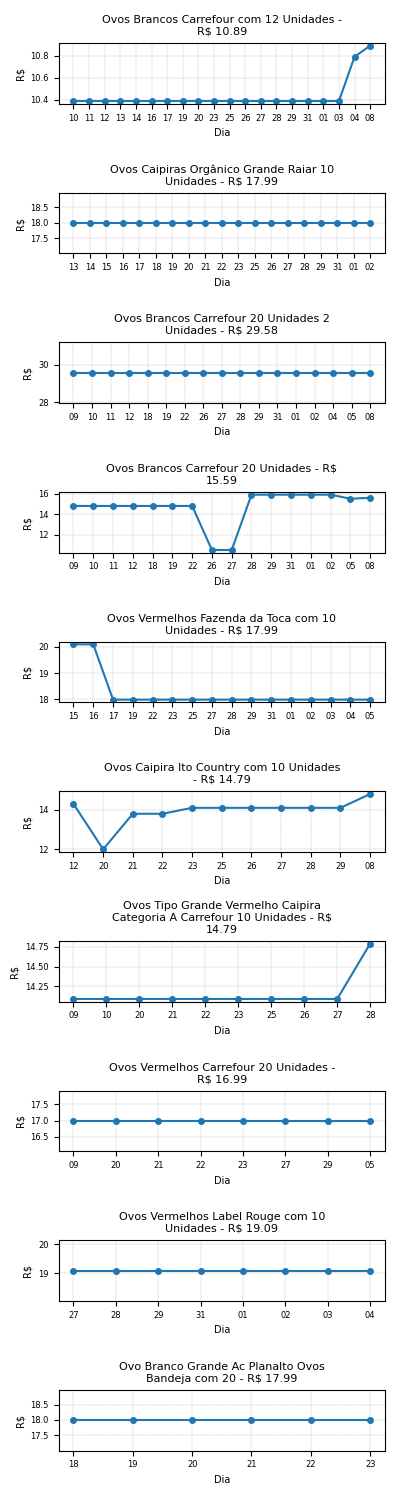 Ovos Brancos Carrefour com 12 Unidades -
R$ 10.89
10.8
10.6
10.4
R$
10 11 12 13 14 16 17 19 20 23 25 26 27 28 29 31 01 03 04 08
Dia
Ovos Caipiras Orgânico Grande Raiar 10
Unidades - R$ 17.99
18.5
18.0
17.5
R$
13 14 15 16 17 18 19 20 21 22 23 25 26 27 28 29 31 01 02
Dia
Ovos Brancos Carrefour 20 Unidades 2
Unidades - R$ 29.58
30
28
R$
09 10 11 12 18 19 22 26 27 28 29 31 01 02 04 05 08
Dia
Ovos Brancos Carrefour 20 Unidades - R$
15.59
16
14
12
R$
09 10 11 12 18 19 22 26 27 28 29 31 01 02 05 08
Dia
Ovos Vermelhos Fazenda da Toca com 10
Unidades - R$ 17.99
20
19
18
R$
15 16 17 19 22 23 25 27 28 29 31 01 02 03 04 05
Dia
Ovos Caipira Ito Country com 10 Unidades
- R$ 14.79
14
12
R$
12 20 21 22 23 25 26 27 28 29 08
Dia
Ovos Tipo Grande Vermelho Caipira
Categoria A Carrefour 10 Unidades - R$
14.79
14.75
14.50
14.25
R$
09 10 20 21 22 23 25 26 27 28
Dia
Ovos Vermelhos Carrefour 20 Unidades -
R$ 16.99
17.5
17.0
16.5
R$
09 20 21 22 23 27 29 05
Dia
Ovos Vermelhos Label Rouge com 10
Unidades - R$ 19.09
20
19
R$
27 28 29 31 01 02 03 04
Dia
Ovo Branco Grande Ac Planalto Ovos
Bandeja com 20 - R$ 17.99
18.5
18.0
17.5
R$
18 19 20 21 22 23
Dia